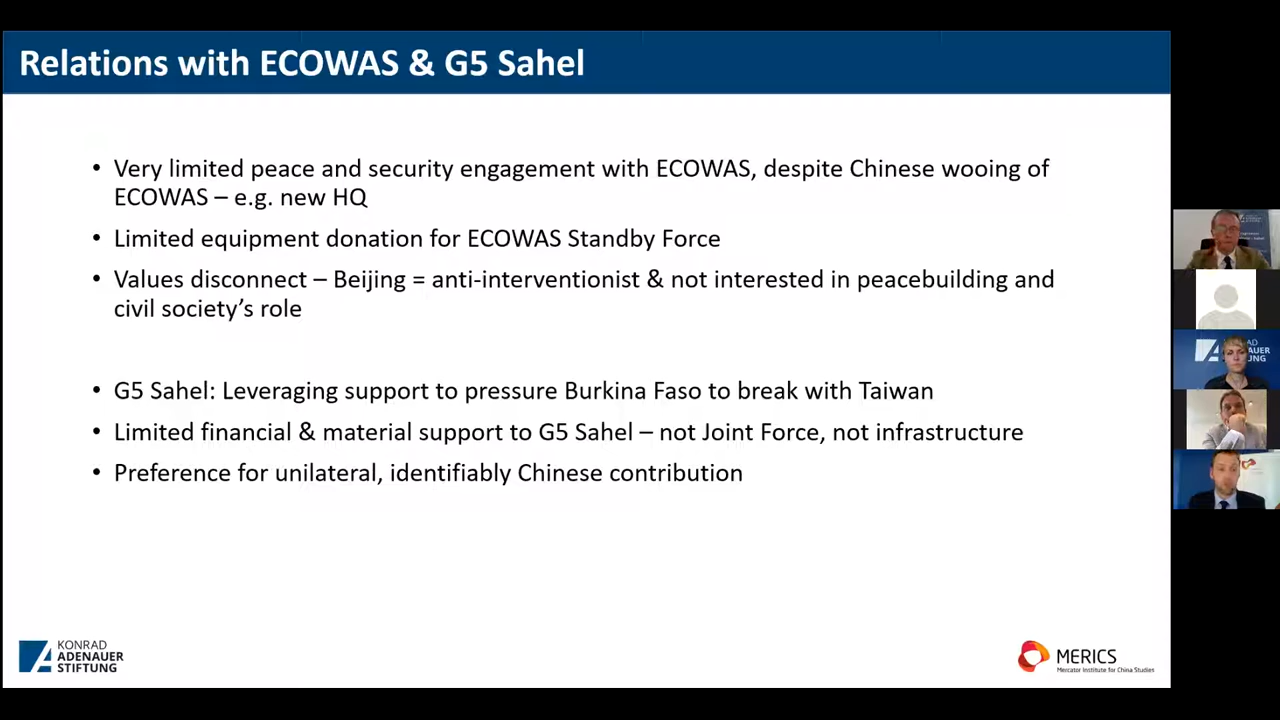 Relations with ECOWAS & G5 Sahel
• Very limited peace and security engagement with ECOWAS, despite Chinese wooing of
ECOWAS – e.g. new HQ
• Limited equipment donation for ECOWAS Standby Force
• Values disconnect – Beijing = anti-interventionist & not interested in peacebuilding and
civil society’s role
• G5 Sahel: Leveraging support to pressure Burkina Faso to break with Taiwan
• Limited financial & material support to G5 Sahel – not Joint Force, not infrastructure
• Preference for unilateral, identifiably Chinese contribution
KONRAD
ADENAUER
STIFTUNG
MERICS
Mercator Institute for China Studies